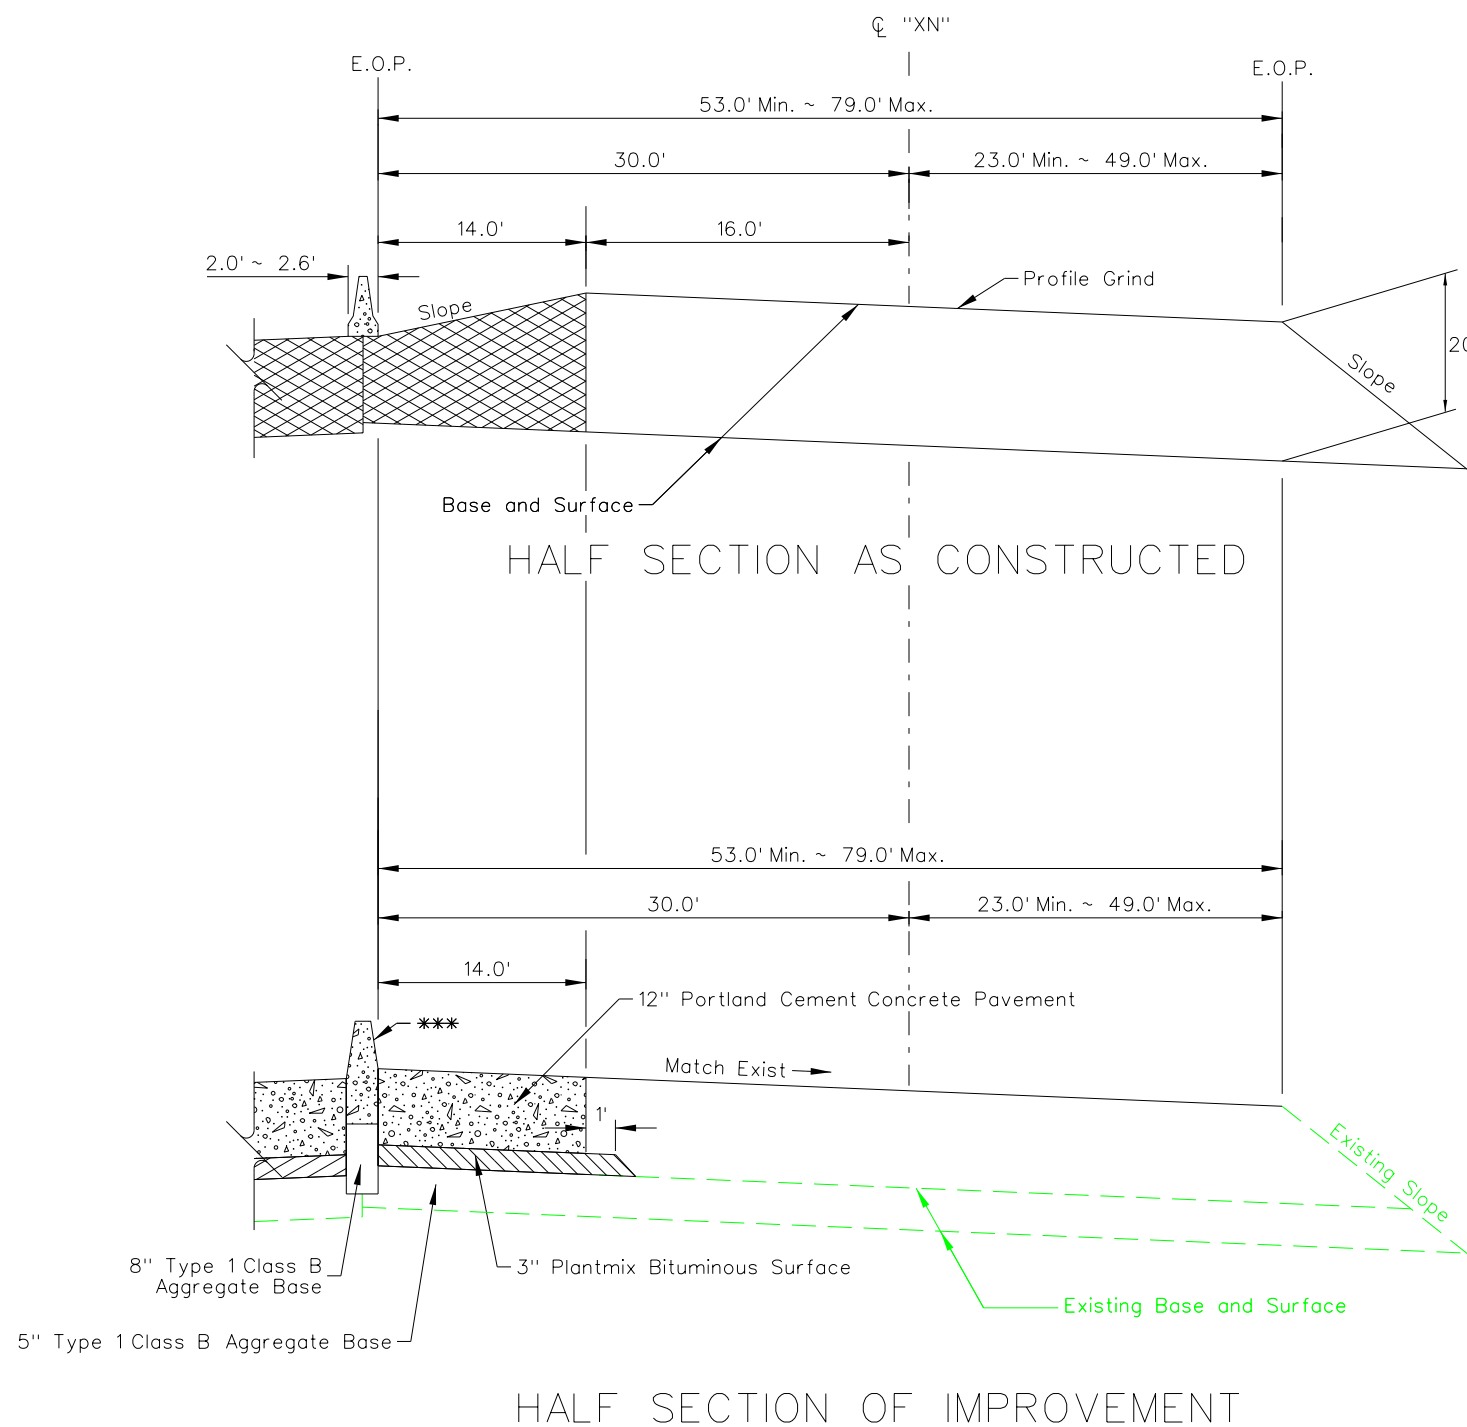 ℄ "XN"
E.O.P.
E.O.P.
53.0' Min. ~ 79.0' Max.
30.0'
23.0' Min. ~ 49.0' Max.
14.0'
16.0'
2.0' ~ 2.6'
Profile Grind
Slope
Slope
20
Base and Surface
HALF SECTION AS CONSTRUCTED
53.0' Min. ~ 79.0' Max.
30.0'
23.0' Min. ~ 49.0' Max.
14.0'
12" Portland Cement Concrete Pavement
***
Match Exist
1'
Existing Slope
8" Type 1 Class B
Aggregate Base
3" Plantmix Bituminous Surface
Existing Base and Surface
5" Type 1 Class B Aggregate Base
HALF SECTION OF IMPROVEMENT